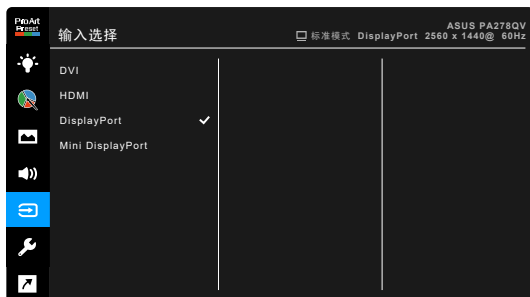 ProArt
Preset
输入选择
ASUS PA278QV
标准模式 DisplayPort 2560 x 1440@ 60Hz
DVI
HDMI
DisplayPort
Mini DisplayPort